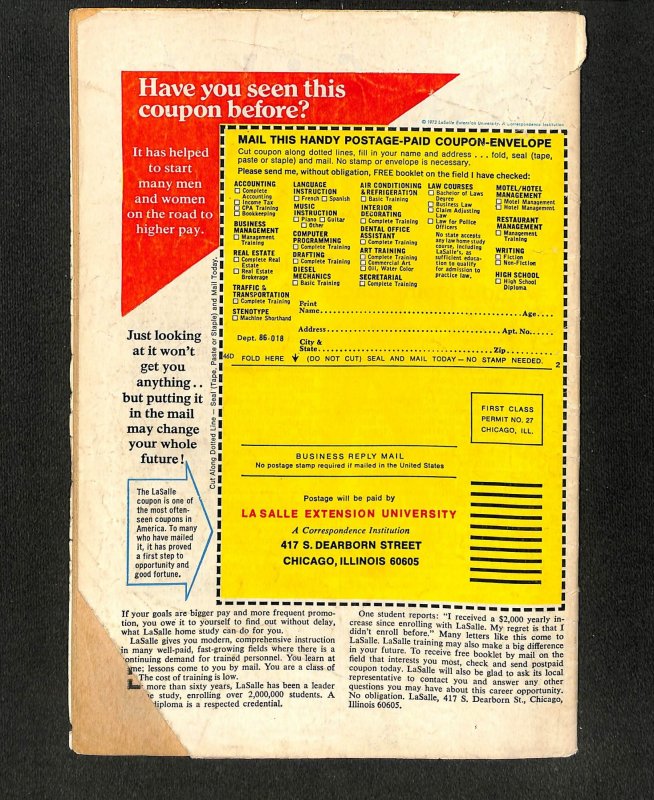 Have you seen this
coupon before?
© 1973 LaSalle Extension University, A Correspondence Institution
It has helped
to start
many men
and women
on the road to
higher pay.
MAIL THIS HANDY POSTAGE-PAID COUPON-ENVELOPE
Cut coupon along dotted lines, fill in your name and address . . . fold, seal (tape,
paste or staple) and mail. No stamp or envelope is necessary.
Please send me, without obligation, FREE booklet on the field I have checked:
ACCOUNTING
Complete
Accounting
Income Tax
CPA Training
Bookkeeping
BUSINESS
MANAGEMENT
Management
Training
REAL ESTATE
Complete Real
Estate
Real Estate
Brokerage
TRAFFIC &
TRANSPORTATION
Complete Training
STENOTYPE
Machine Shorthand
LANGUAGE
INSTRUCTION
French Spanish
MUSIC
INSTRUCTION
Piano Guitar
Other
COMPUTER
PROGRAMMING
Complete Training
DRAFTING
Complete Training
DIESEL
MECHANICS
Basic Training
AIR CONDITIONING
& REFRIGERATION
Basic Training
INTERIOR
DECORATING
Complete Training
DENTAL OFFICE
ASSISTANT
Complete Training
ART TRAINING
Complete Training
Commercial Art
Oil, Water Color
SECRETARIAL
Complete Training
LAW COURSES
Bachelor of Laws
Degree
Business Law
Claim Adjusting
Law
Law for Police
Officers
No state accepts
any law home study
course, including
LaSalle's, as
sufficient educa-
tion to qualify
for admission to
practice law.
MOTEL/HOTEL
MANAGEMENT
Motel Management
Hotel Management
RESTAURANT
MANAGEMENT
Management
Training
WRITING
Fiction
Non-Fiction
HIGH SCHOOL
High School
Diploma
Print
Name Age
Address Apt. No.
Dept. 86-018
City &
State Zip
46D FOLD HERE (DO NOT CUT) SEAL AND MAIL TODAY — NO STAMP NEEDED. 2
Cut Along Dotted Line — Seal (Tape, Paste or Staple) and Mail Today.
FIRST CLASS
PERMIT NO. 27
CHICAGO, ILL.
BUSINESS REPLY MAIL
No postage stamp required if mailed in the United States
Postage will be paid by
LA SALLE EXTENSION UNIVERSITY
A Correspondence Institution
417 S. DEARBORN STREET
CHICAGO, ILLINOIS 60605
Just looking
at it won't
get you
anything . .
but putting it
in the mail
may change
your whole
future!
The LaSalle
coupon is one of
the most often-
seen coupons in
America. To many
who have mailed
it, it has proved
a first step to
opportunity and
good fortune.
If your goals are bigger pay and more frequent promo-
tion, you owe it to yourself to find out without delay,
what LaSalle home study can do for you.
LaSalle gives you modern, comprehensive instruction
in many well-paid, fast-growing fields where there is a
continuing demand for trained personnel. You learn at
me; lessons come to you by mail. You are a class of
The cost of training is low.
more than sixty years, LaSalle has been a leader
study, enrolling over 2,000,000 students. A
diploma is a respected credential.
One student reports: "I received a $2,000 yearly in-
crease since enrolling with LaSalle. My regret is that I
didn't enroll before." Many letters like this come to
LaSalle. LaSalle training may also make a big difference
in your future. To receive free booklet by mail on the
field that interests you most, check and send postpaid
coupon today. LaSalle will also be glad to ask its local
representative to contact you and answer any other
questions you may have about this career opportunity.
No obligation. LaSalle, 417 S. Dearborn St., Chicago,
Illinois 60605.